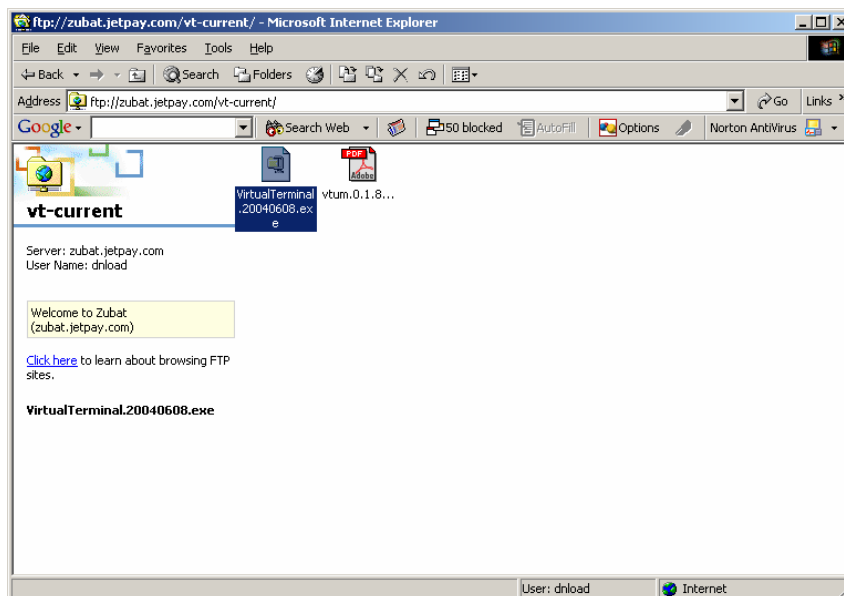 ftp://zubat.jetpay.com/vt-current/ - Microsoft Internet Explorer
File Edit View Favorites Tools Help
Back Search Folders
Address ftp://zubat.jetpay.com/vt-current/ Go Links »
Google Search Web 50 blocked AutoFill Options Norton AntiVirus
vt-current
Server: zubat.jetpay.com
User Name: dnload
Welcome to Zubat
(zubat.jetpay.com)
Click here to learn about browsing FTP
sites.
VirtualTerminal.20040608.exe
VirtualTerminal
.20040608.ex
e
PDF
Adobe
vtum.0.1.8...
User: dnload Internet